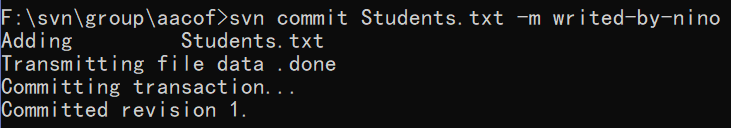 F:\svn\group\aacof>svn commit Students.txt -m writed-by-nino
Adding         Students.txt
Transmitting file data .done
Committing transaction...
Committed revision 1.